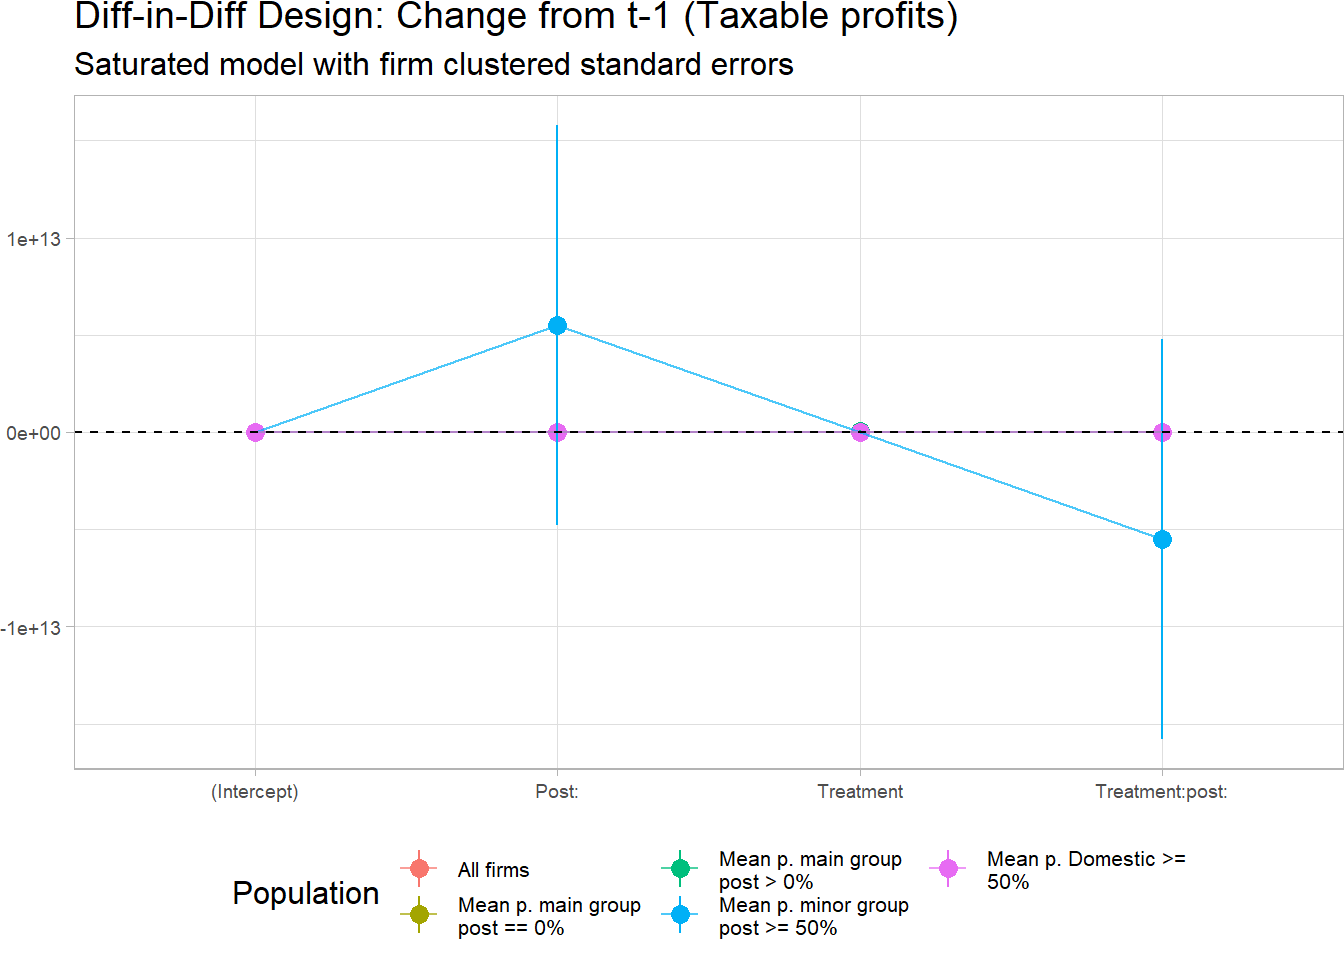 Diff-in-Diff Design: Change from t-1 (Taxable profits)
Saturated model with firm clustered standard errors
1e+13
0e+00
-1e+13
(Intercept)
Post:
Treatment
Treatment:post:
Population
All firms
Mean p. main group
post == 0%
Mean p. main group
post > 0%
Mean p. minor group
post >= 50%
Mean p. Domestic >=
50%